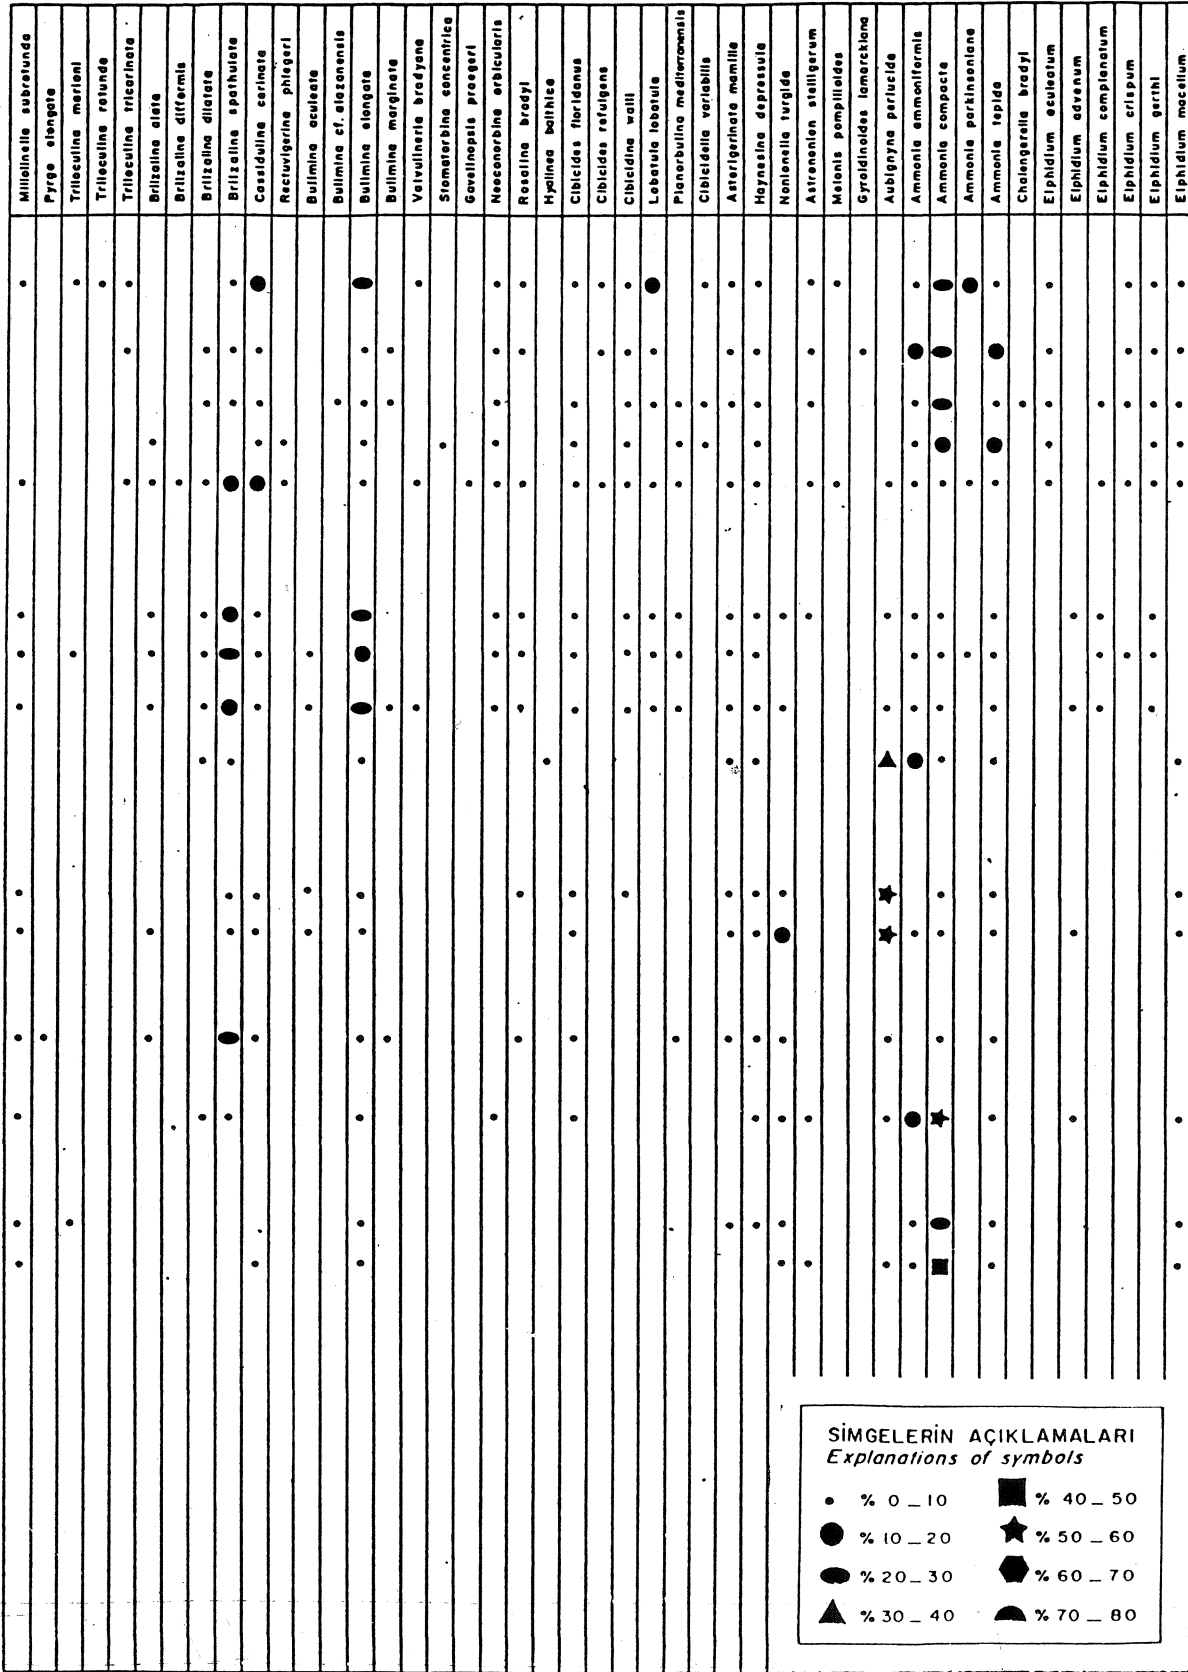 Miliolinella subrotunda
Pyrgo elongata
Triloculina marioni
Triloculina rotunda
Triloculina tricarinata
Brizalina alata
Brizalina difformis
Brizalina dilatata
Brizalina spathulata
Cassidulina carinata
Rectuvigerina phlegeri
Bulimina aculeata
Bulimina cf. alazanensis
Bulimina elongata
Bulimina marginata
Valvulineria bradyana
Stomatorbina concentrica
Gavelinopsis praegeri
Neoconorbina orbicularis
Rosalina bradyi
Hyalinea balthica
Cibicides floridanus
Cibicides refulgens
Cibicidina walli
Lobatula lobatula
Planorbulina mediterranensis
Cibicidella variabilis
Asterigerinata mamilla
Haynesina depressula
Nonionella turgida
Astrononion stelligerum
Melonis pompilioides
Gyroidinoides lamarckiana
Aubignyna perlucida
Ammonia ammoniformis
Ammonia compacta
Ammonia parkinsoniana
Ammonia tepida
Challengerella bradyi
Elphidium aculeatum
Elphidium advenum
Elphidium complanatum
Elphidium crispum
Elphidium gerthi
Elphidium macellum
SİMGELERİN AÇIKLAMALARI
Explanations of symbols
% 0 _ 10
% 10 _ 20
% 20 _ 30
% 30 _ 40
% 40 _ 50
% 50 _ 60
% 60 _ 70
% 70 _ 80